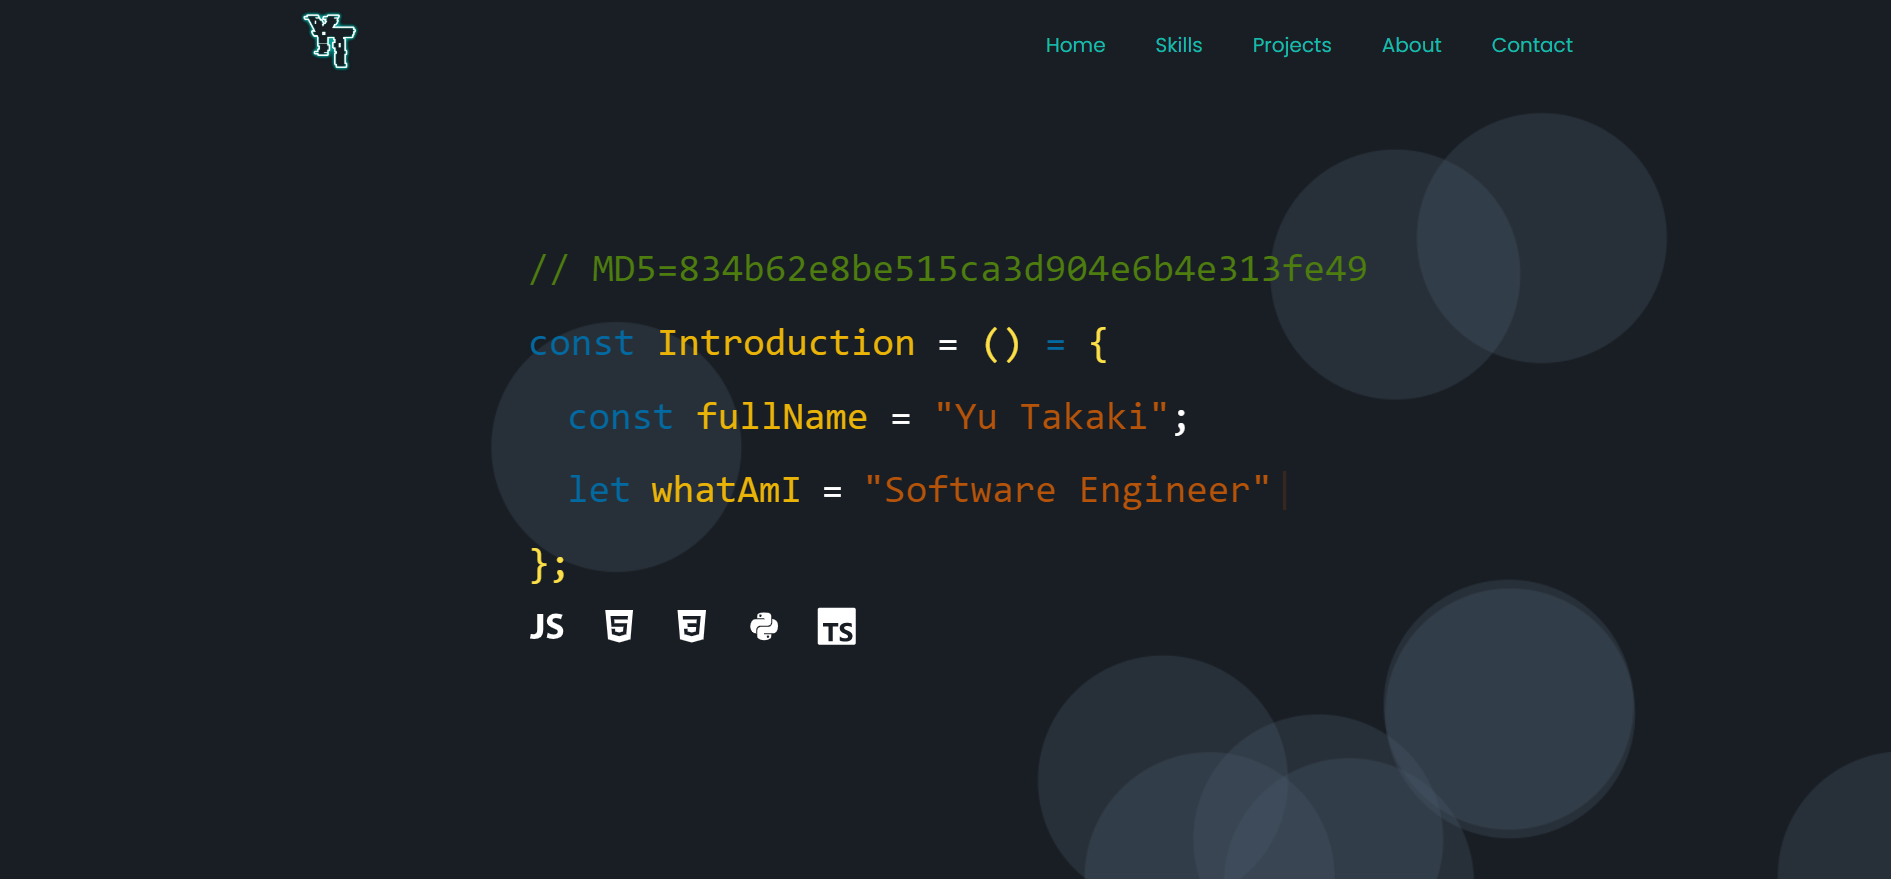 YT
Home Skills Projects About Contact
// MD5=834b62e8be515ca3d904e6b4e313fe49
const Introduction = () = {
const fullName = "Yu Takaki";
let whatAmI = "Software Engineer"
};
JS 5 3 TS